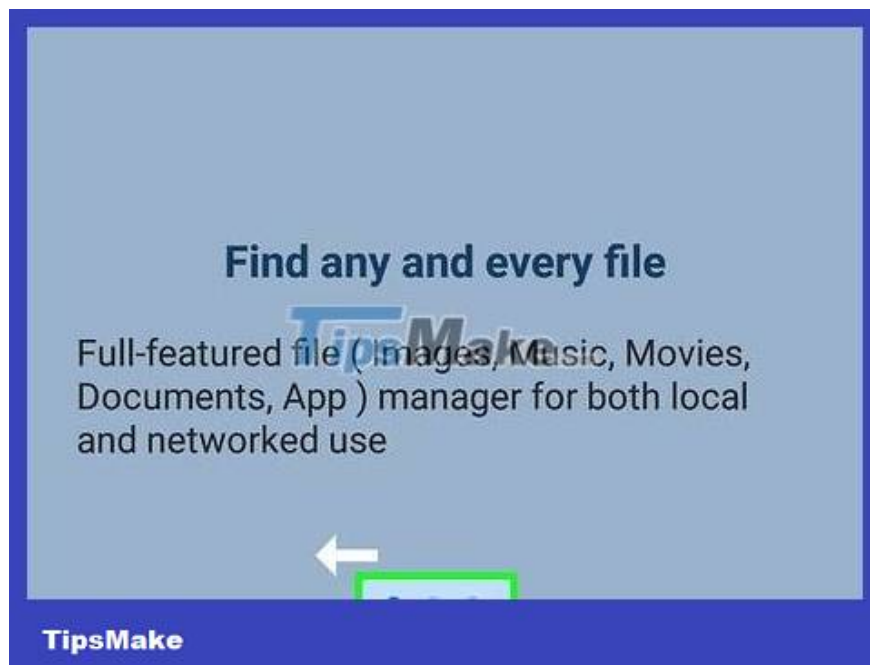 Find any and every file
TipsMake
Full-featured file ( Images, Music, Movies,
Documents, App ) manager for both local
and networked use
TipsMake